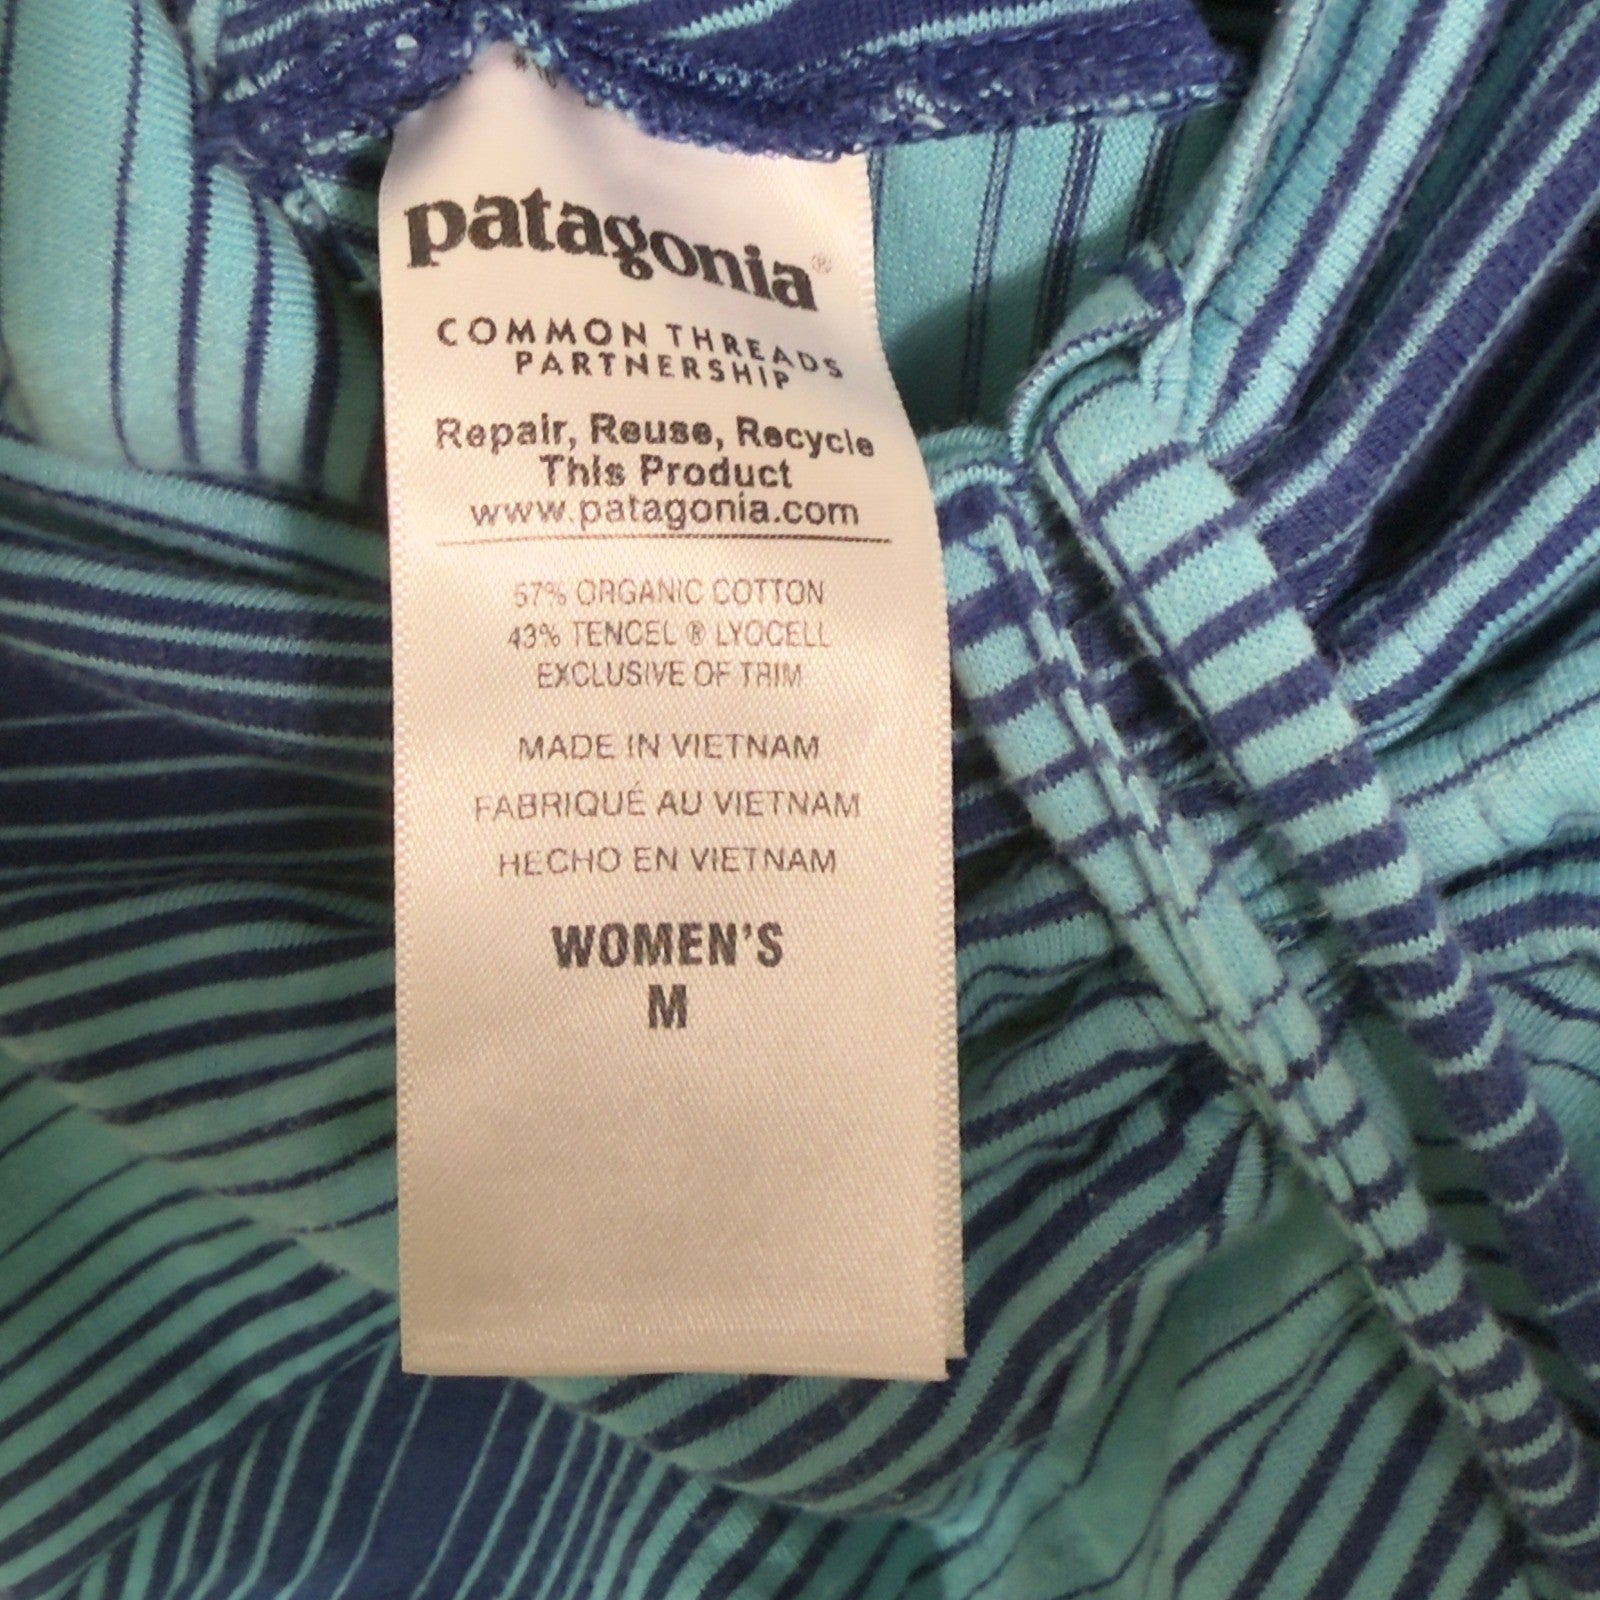 patagonia®
COMMON THREADS
PARTNERSHIP
Repair, Reuse, Recycle
This Product
www.patagonia.com
57% ORGANIC COTTON
43% TENCEL ® LYOCELL
EXCLUSIVE OF TRIM
MADE IN VIETNAM
FABRIQUÉ AU VIETNAM
HECHO EN VIETNAM
WOMEN'S
M